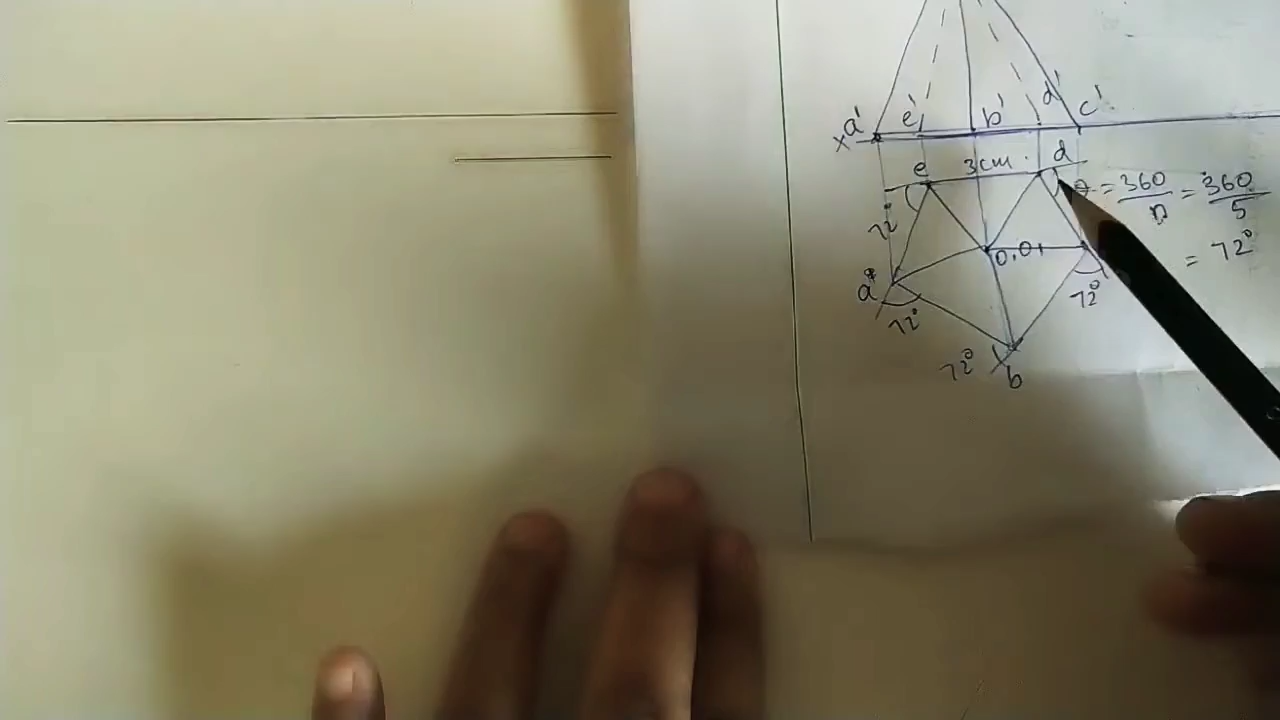 a' e' b' d' c'
x
e 3cm. d
θ = 360/n = 360/5
= 72°
72
o,o1
a
72°
72°
72°
b